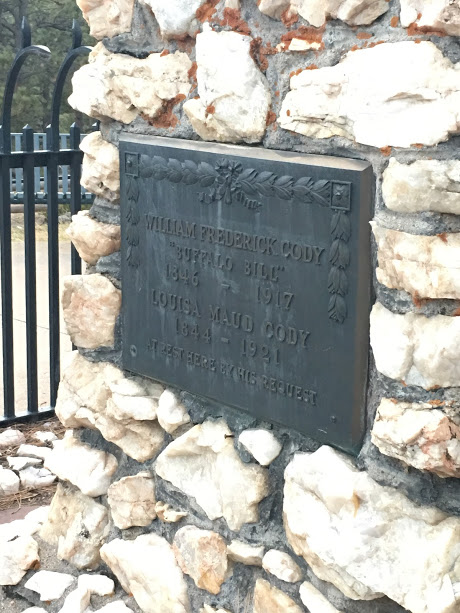 WILLIAM FREDERICK CODY
"BUFFALO BILL"
1846 - 1917
LOUISA MAUD CODY
1844 - 1921
AT REST HERE BY HIS REQUEST